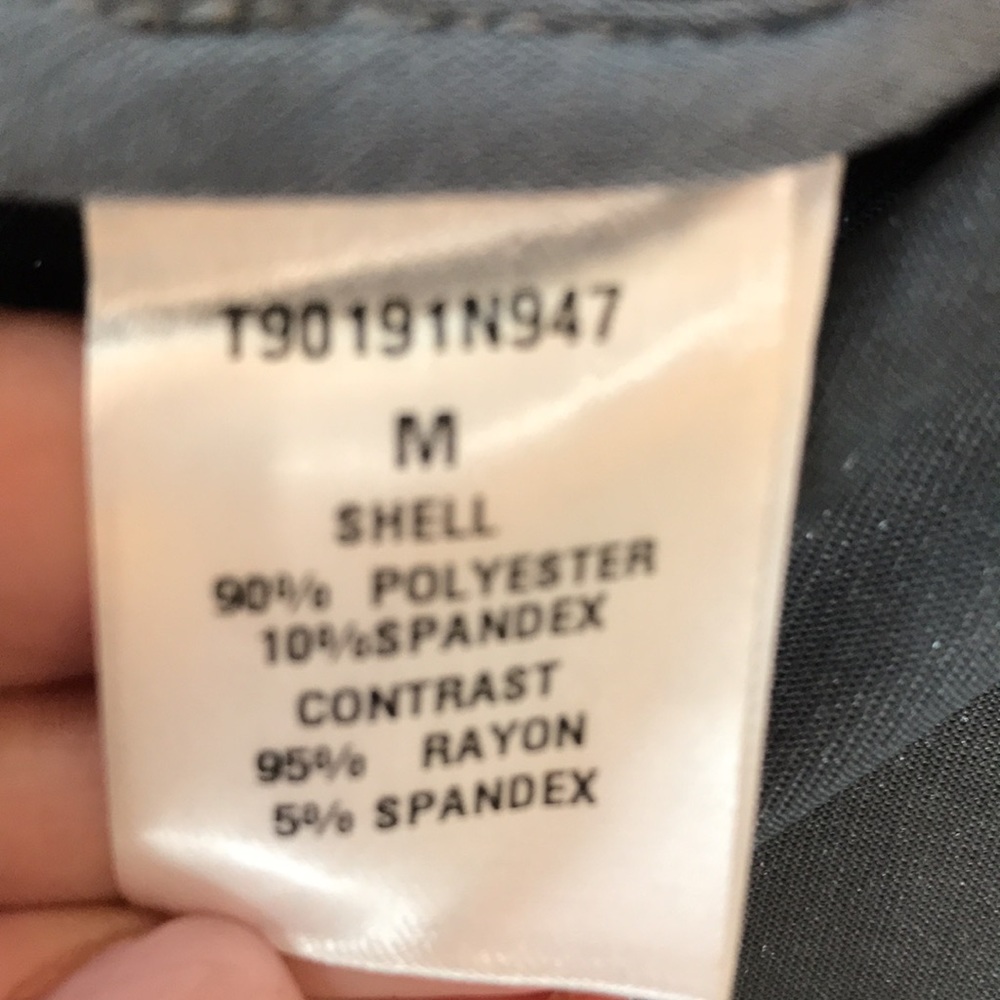 T90191N947
M
SHELL
90% POLYESTER
10%SPANDEX
CONTRAST
95% RAYON
5% SPANDEX